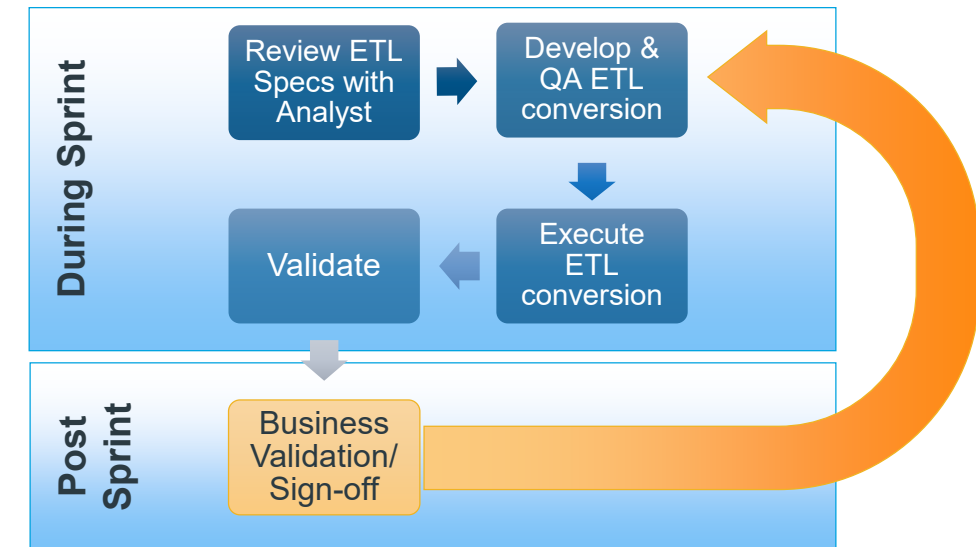 During Sprint
Review ETL
Specs with
Analyst
Develop &
QA ETL
conversion
Execute
ETL
conversion
Validate
Post
Sprint
Business
Validation/
Sign-off